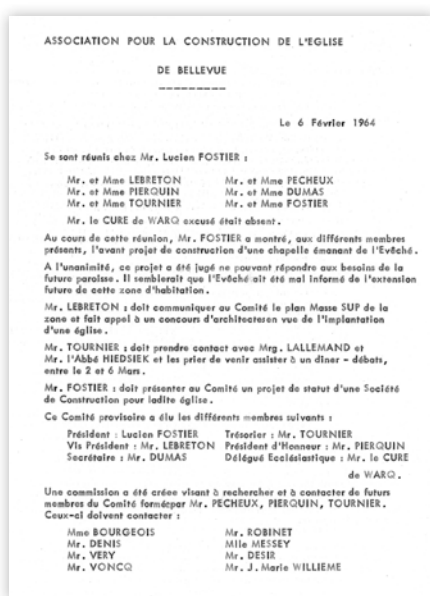 ASSOCIATION POUR LA CONSTRUCTION DE L'EGLISE
DE BELLEVUE
Le 6 Février 1964
Se sont réunis chez Mr. Lucien FOSTIER :
Mr. et Mme LEBRETON Mr. et Mme PECHEUX
Mr. et Mme PIERQUIN Mr. et Mme DUMAS
Mr. et Mme TOURNIER Mr. et Mme FOSTIER
Mr. le CURE de WARQ excusé était absent.
Au cours de cette réunion, Mr. FOSTIER a montré, aux différents membres
présents, l'avant projet de construction d'une chapelle émanant de l'Evêché.
A l'unanimité, ce projet a été jugé ne pouvant répondre aux besoins de la
future paroisse. Il semblerait que l'Evêché ait été mal informé de l'extension
future de cette zone d'habitation.
Mr. LEBRETON : doit communiquer au Comité le plan Masse SUP de la
zone et fait appel à un concours d'architectesen vue de l'implantation
d'une église.
Mr. TOURNIER : doit prendre contact avec Mrg. LALLEMAND et
Mr. l'Abbé HIEDSIEK et les prier de venir assister à un diner - débats,
entre le 2 et 6 Mars.
Mr. FOSTIER : doit présenter au Comité un projet de statut d'une Société
de Construction pour ladite église.
Ce Comité provisoire a élu les différents membres suivants :
Président : Lucien FOSTIER Trésorier : Mr. TOURNIER
Vis Président : Mr. LEBRETON Président d'Honneur : Mr. PIERQUIN
Secrétaire : Mr. DUMAS Délégué Ecclésiastique : Mr. le CURE
de WARQ.
Une commission a été créee visant à rechercher et à contacter de futurs
membres du Comité forméepar Mr. PECHEUX, PIERQUIN, TOURNIER.
Ceux-ci doivent contacter :
Mme BOURGEOIS Mr. ROBINET
Mr. DENIS Mlle MESSEY
Mr. VERY Mr. DESIR
Mr. VONCQ Mr. J. Marie WILLIEME